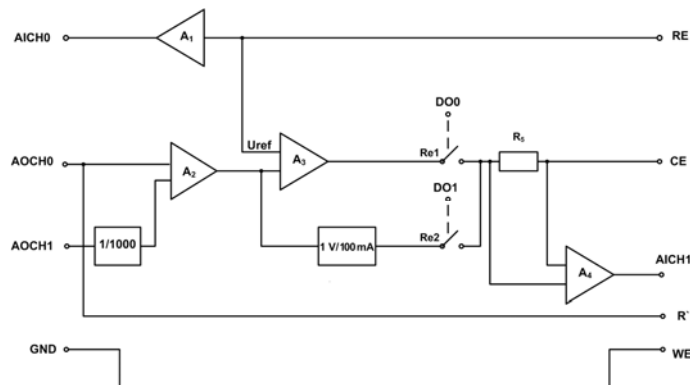 AICH0
A1
RE
DO0
Uref
AOCH0
A2
A3
Re1
R5
CE
DO1
AOCH1
1/1000
1 V/100mA
Re2
A4
AICH1
R`
GND
WE